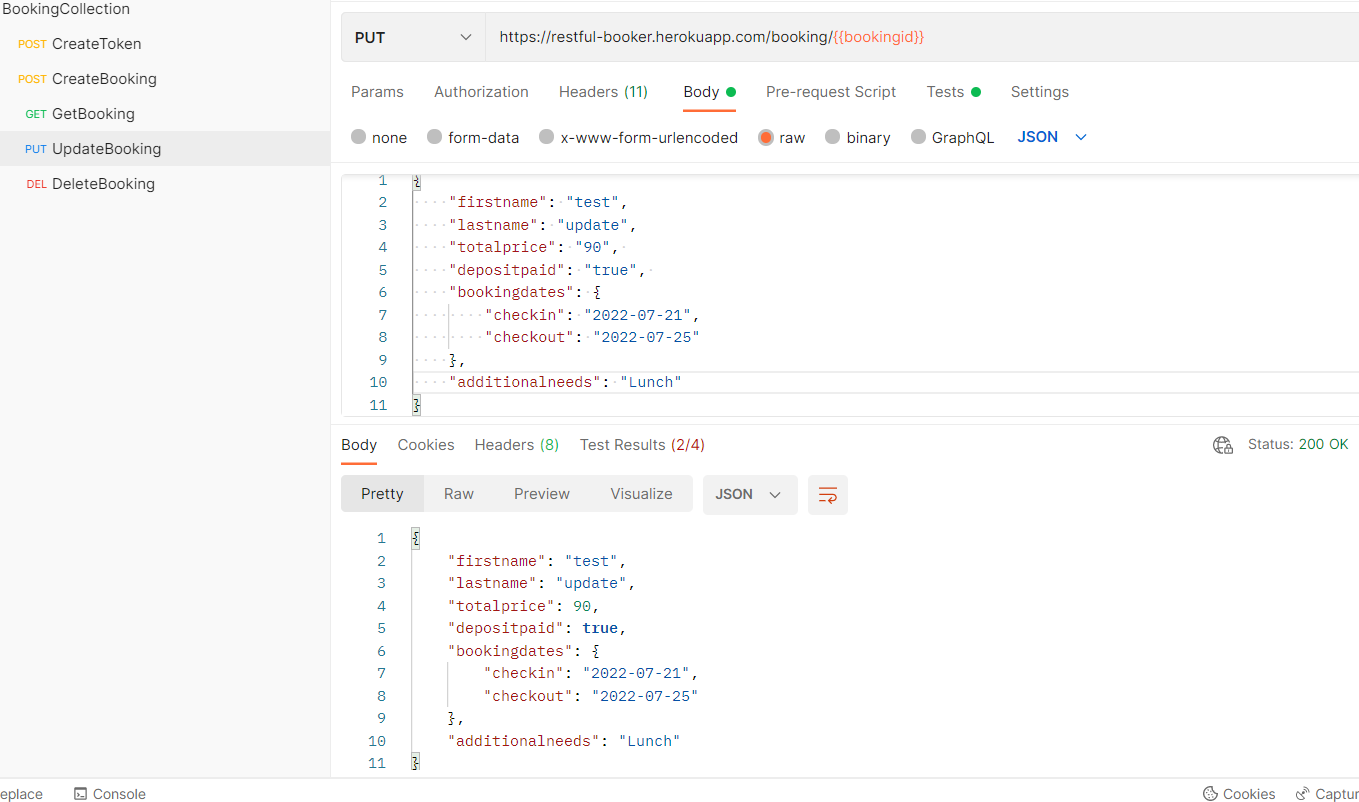 BookingCollection
POST CreateToken
POST CreateBooking
GET GetBooking
PUT UpdateBooking
DEL DeleteBooking
PUT https://restful-booker.herokuapp.com/booking/{{bookingid}}
Params Authorization Headers (11) Body Pre-request Script Tests Settings
none form-data x-www-form-urlencoded raw binary GraphQL JSON
1 {
2 "firstname": "test",
3 "lastname": "update",
4 "totalprice": "90",
5 "depositpaid": "true",
6 "bookingdates": {
7 "checkin": "2022-07-21",
8 "checkout": "2022-07-25"
9 },
10 "additionalneeds": "Lunch"
11 }
Body Cookies Headers (8) Test Results (2/4) Status: 200 OK
Pretty Raw Preview Visualize JSON
1 {
2 "firstname": "test",
3 "lastname": "update",
4 "totalprice": 90,
5 "depositpaid": true,
6 "bookingdates": {
7 "checkin": "2022-07-21",
8 "checkout": "2022-07-25"
9 },
10 "additionalneeds": "Lunch"
11 }
eplace Console Cookies Captur